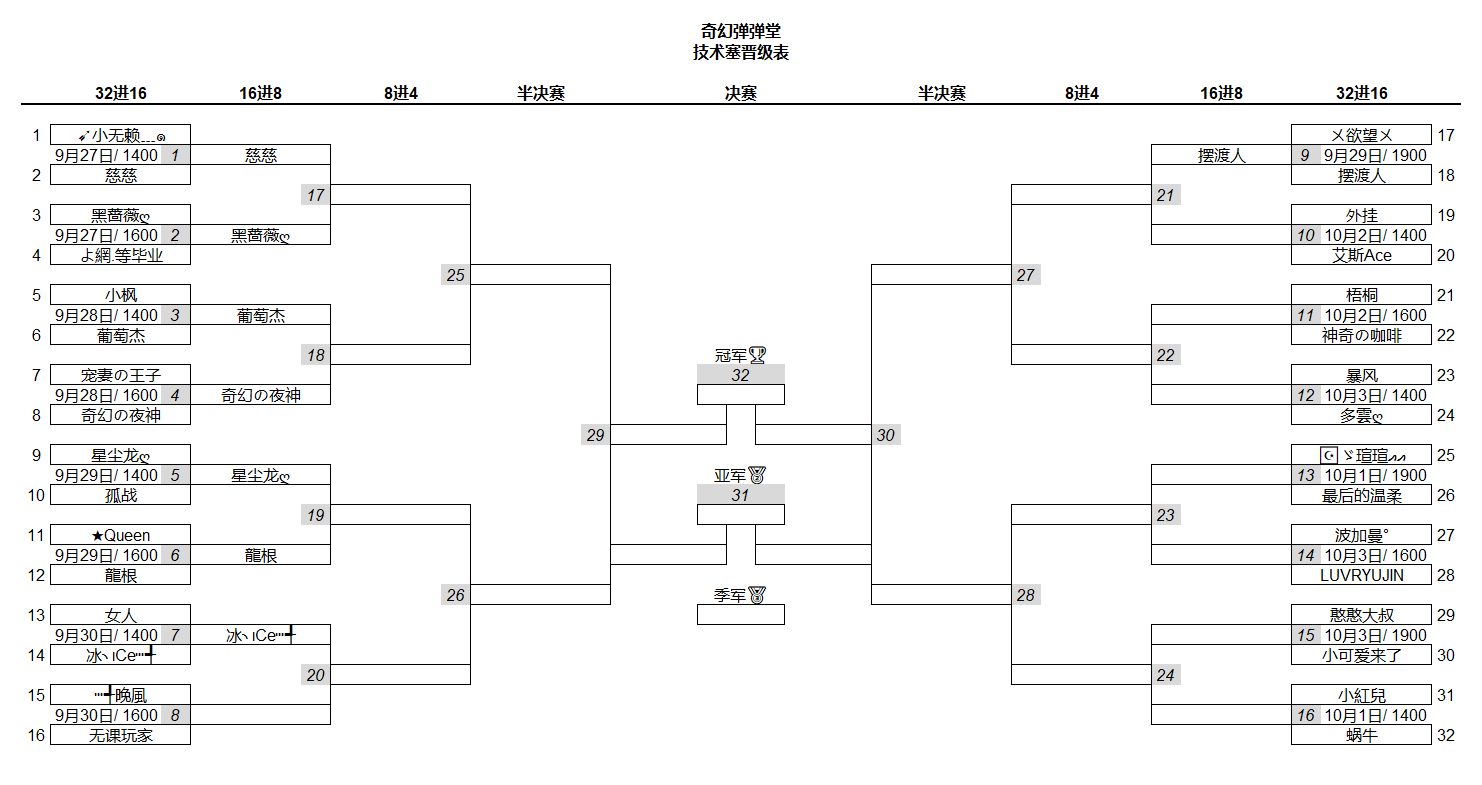 奇幻弹弹堂
技术塞晋级表
32进16 16进8 8进4 半决赛 决赛 半决赛 8进4 16进8 32进16
1 ➶小无赖﹍๑ メ欲望メ 17
9月27日/ 1400 1 慈慈 摆渡人 9 9月29日/ 1900
2 慈慈 摆渡人 18
17 21
3 黑蔷薇ღ 外挂 19
9月27日/ 1600 2 黑蔷薇ღ 10 10月2日/ 1400
4 よ網.等毕业 艾斯Ace 20
25 27
5 小枫 梧桐 21
9月28日/ 1400 3 葡萄杰 11 10月2日/ 1600
6 葡萄杰 神奇の咖啡 22
18 冠军🏆 22
7 宠妻の王子 32 暴风 23
9月28日/ 1600 4 奇幻の夜神 12 10月3日/ 1400
8 奇幻の夜神 多雲ღ 24
29 30
9 星尘龙ღ ☪ゞ瑄瑄 25
9月29日/ 1400 5 星尘龙ღ 亚军🥈 13 10月1日/ 1900
10 孤战 31 最后的温柔 26
19 23
11 ★Queen 波加曼° 27
9月29日/ 1600 6 龍根 14 10月3日/ 1600
12 龍根 LUVRYUJIN 28
26 季军🥉 28
13 女人 憨憨大叔 29
9月30日/ 1400 7 冰ヽıCe┉╃ 15 10月3日/ 1900
14 冰ヽıCe┉╃ 小可爱来了 30
20 24
15 ┉╃晚風 小紅兒 31
9月30日/ 1600 8 16 10月1日/ 1400
16 无课玩家 蜗牛 32